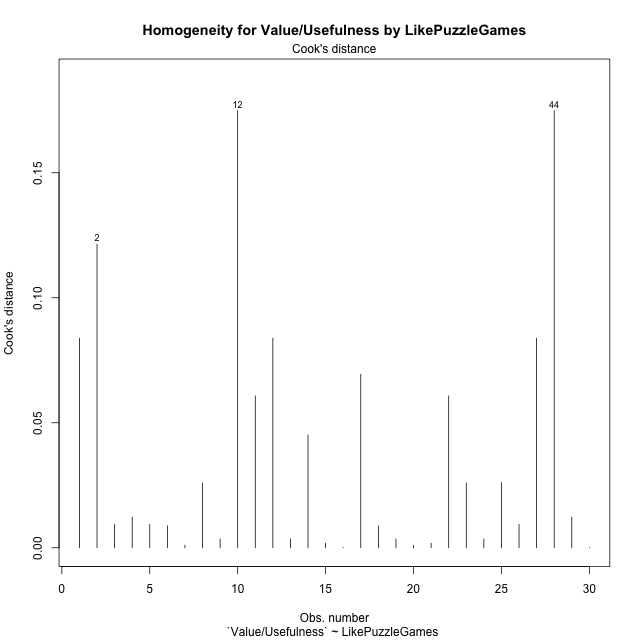 Homogeneity for Value/Usefulness by LikePuzzleGames
Cook's distance
12
44
2
Cook's distance
0.15
0.10
0.05
0.00
0 5 10 15 20 25 30
Obs. number
`Value/Usefulness` ~ LikePuzzleGames